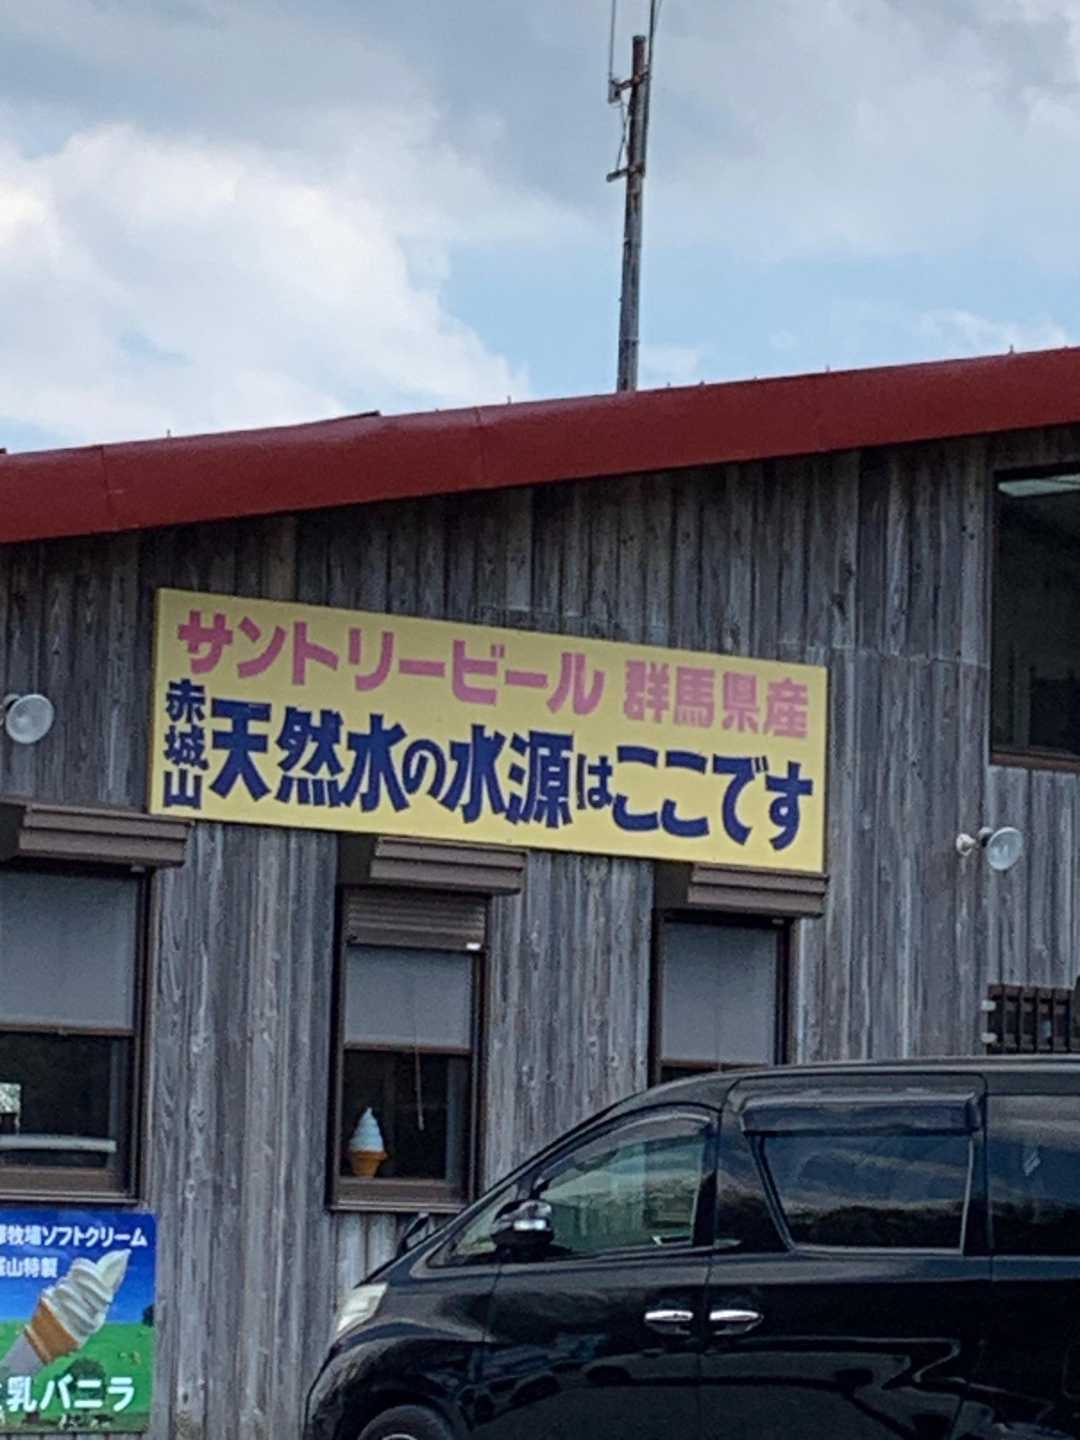 サントリービール 群馬県産
赤城山 天然水の水源はここです
牧場ソフトクリーム
山特製
乳バニラ